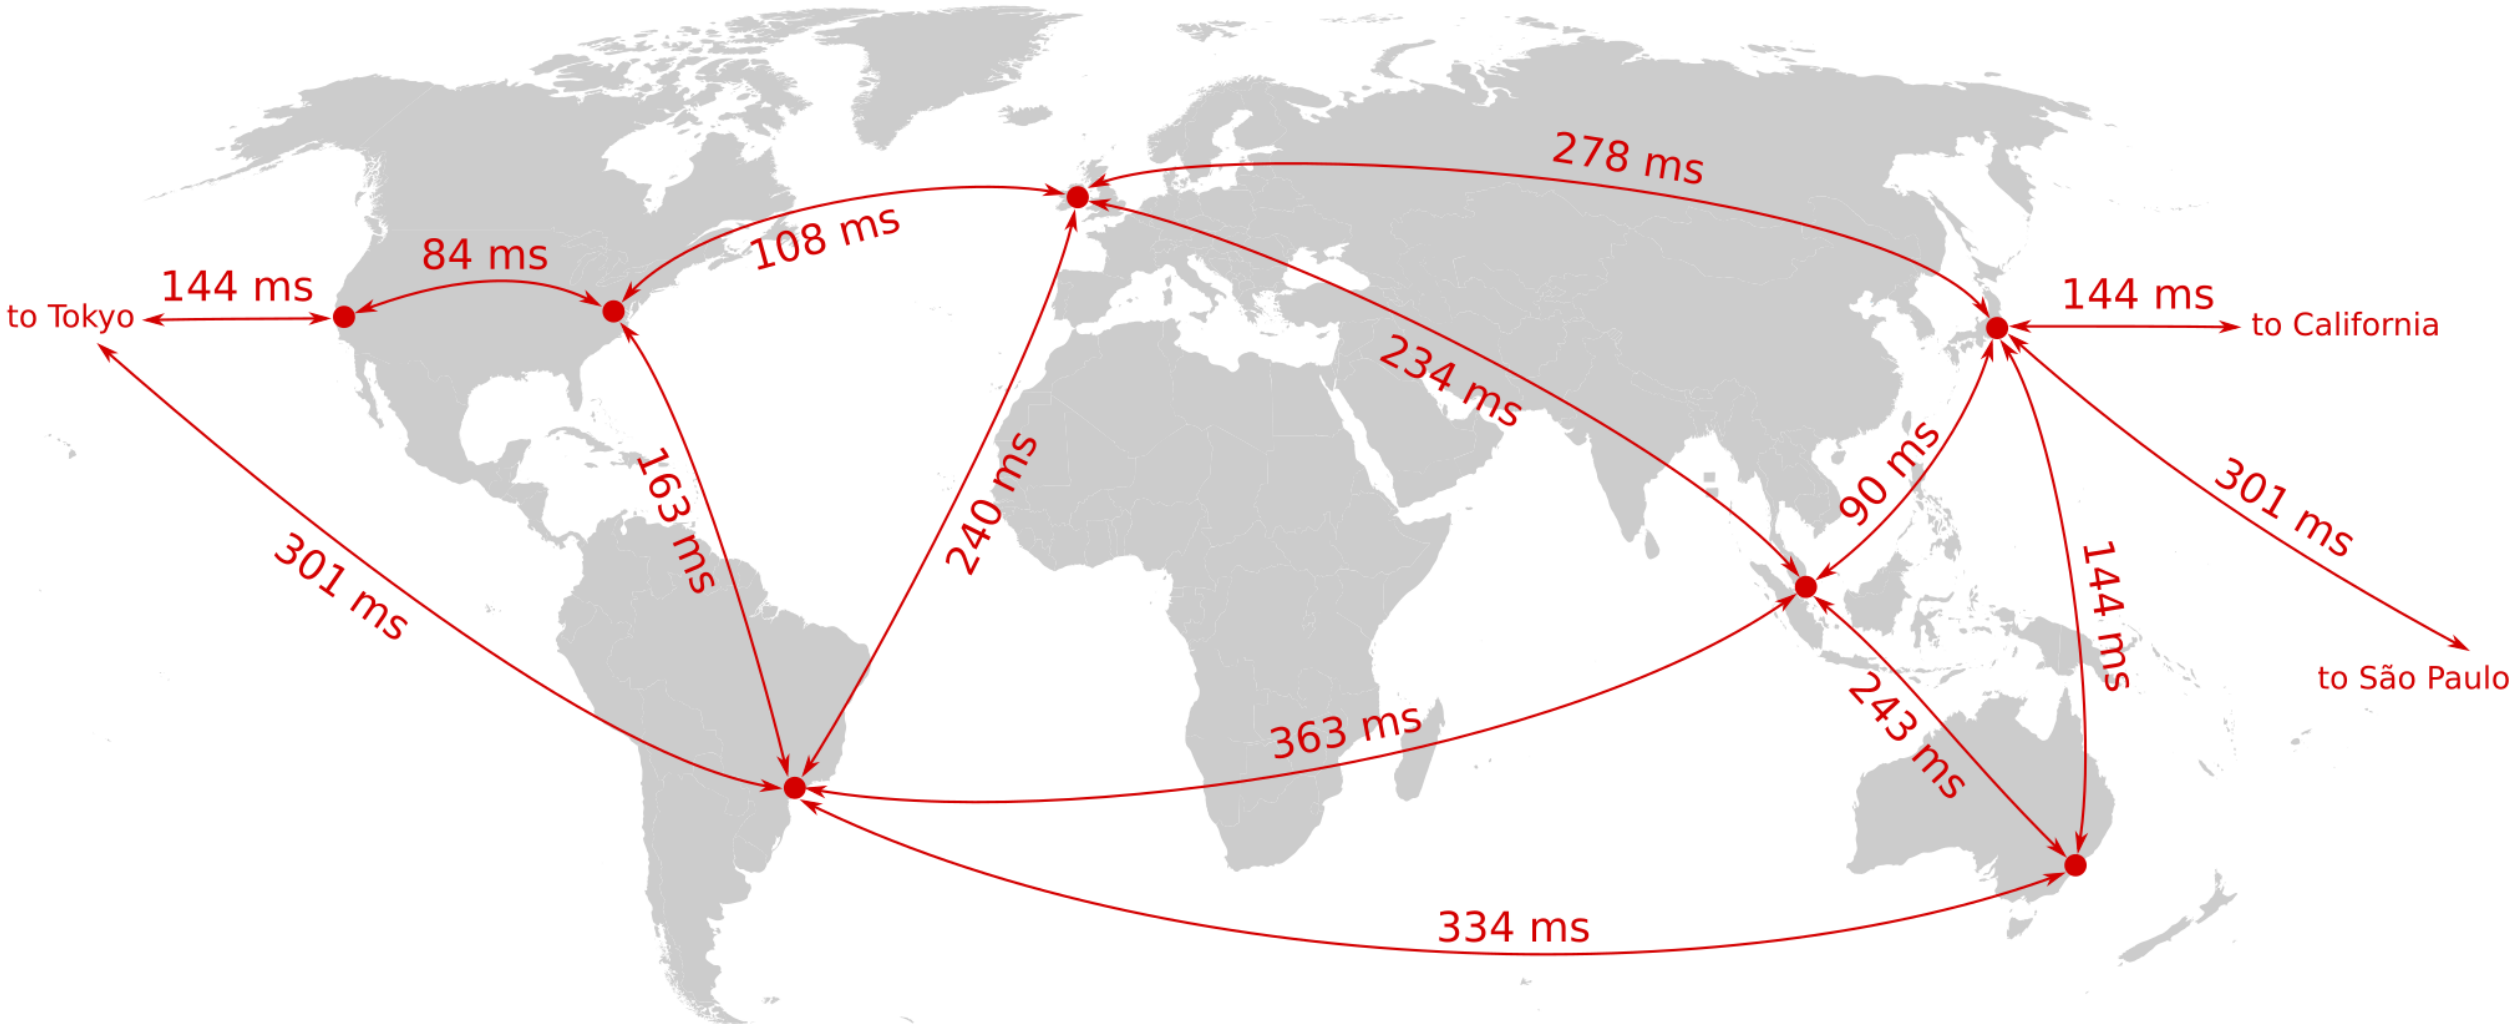 278 ms
108 ms
84 ms
144 ms
to Tokyo
144 ms
to California
234 ms
90 ms
163 ms
240 ms
301 ms
301 ms
144 ms
to São Paulo
243 ms
363 ms
334 ms